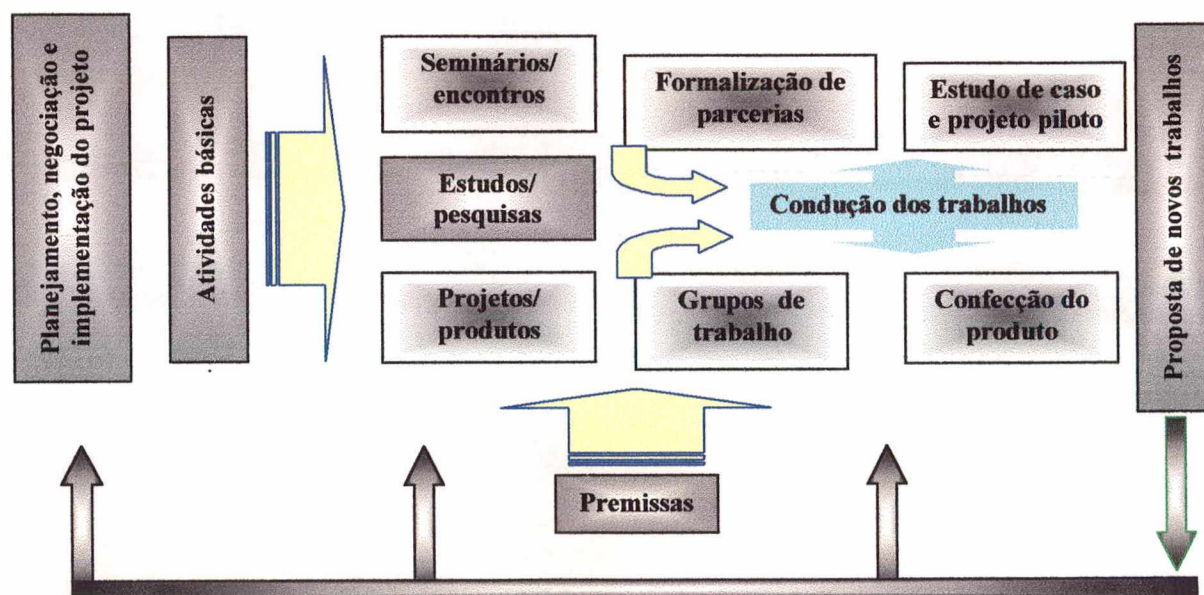 Planejamento, negociação e
implementação do projeto
Atividades básicas
Seminários/
encontros
Estudos/
pesquisas
Projetos/
produtos
Formalização de
parcerias
Grupos de
trabalho
Condução dos trabalhos
Estudo de caso
e projeto piloto
Confecção do
produto
Proposta de novos trabalhos
Premissas